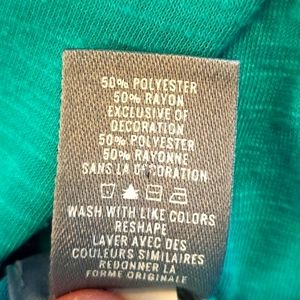 50% POLYESTER
50% RAYON
EXCLUSIVE OF
DECORATION
50% POLYESTER
50% RAYONNE
SANS LA DÉCORATION
WASH WITH LIKE COLORS
RESHAPE
LAVER AVEC DES
COULEURS SIMILAIRES
REDONNER LA
FORME ORIGINALE